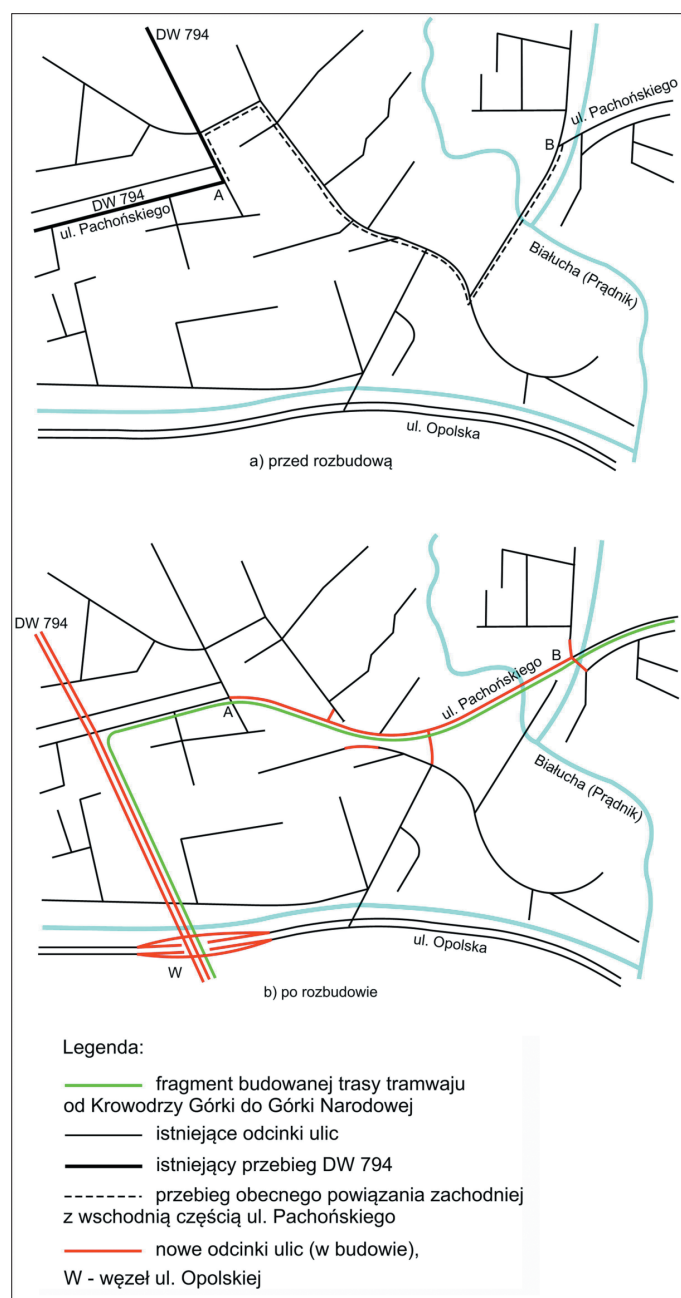 DW 794
ul. Pachońskiego
B
DW 794
A
ul. Pachońskiego
Białucha (Prądnik)
ul. Opolska
a) przed rozbudową
DW 794
B
ul. Pachońskiego
A
Białucha (Prądnik)
ul. Opolska
W
b) po rozbudowie
Legenda:
fragment budowanej trasy tramwaju
od Krowodrzy Górki do Górki Narodowej
istniejące odcinki ulic
istniejący przebieg DW 794
przebieg obecnego powiązania zachodniej
z wschodnią częścią ul. Pachońskiego
nowe odcinki ulic (w budowie),
W - węzeł ul. Opolskiej